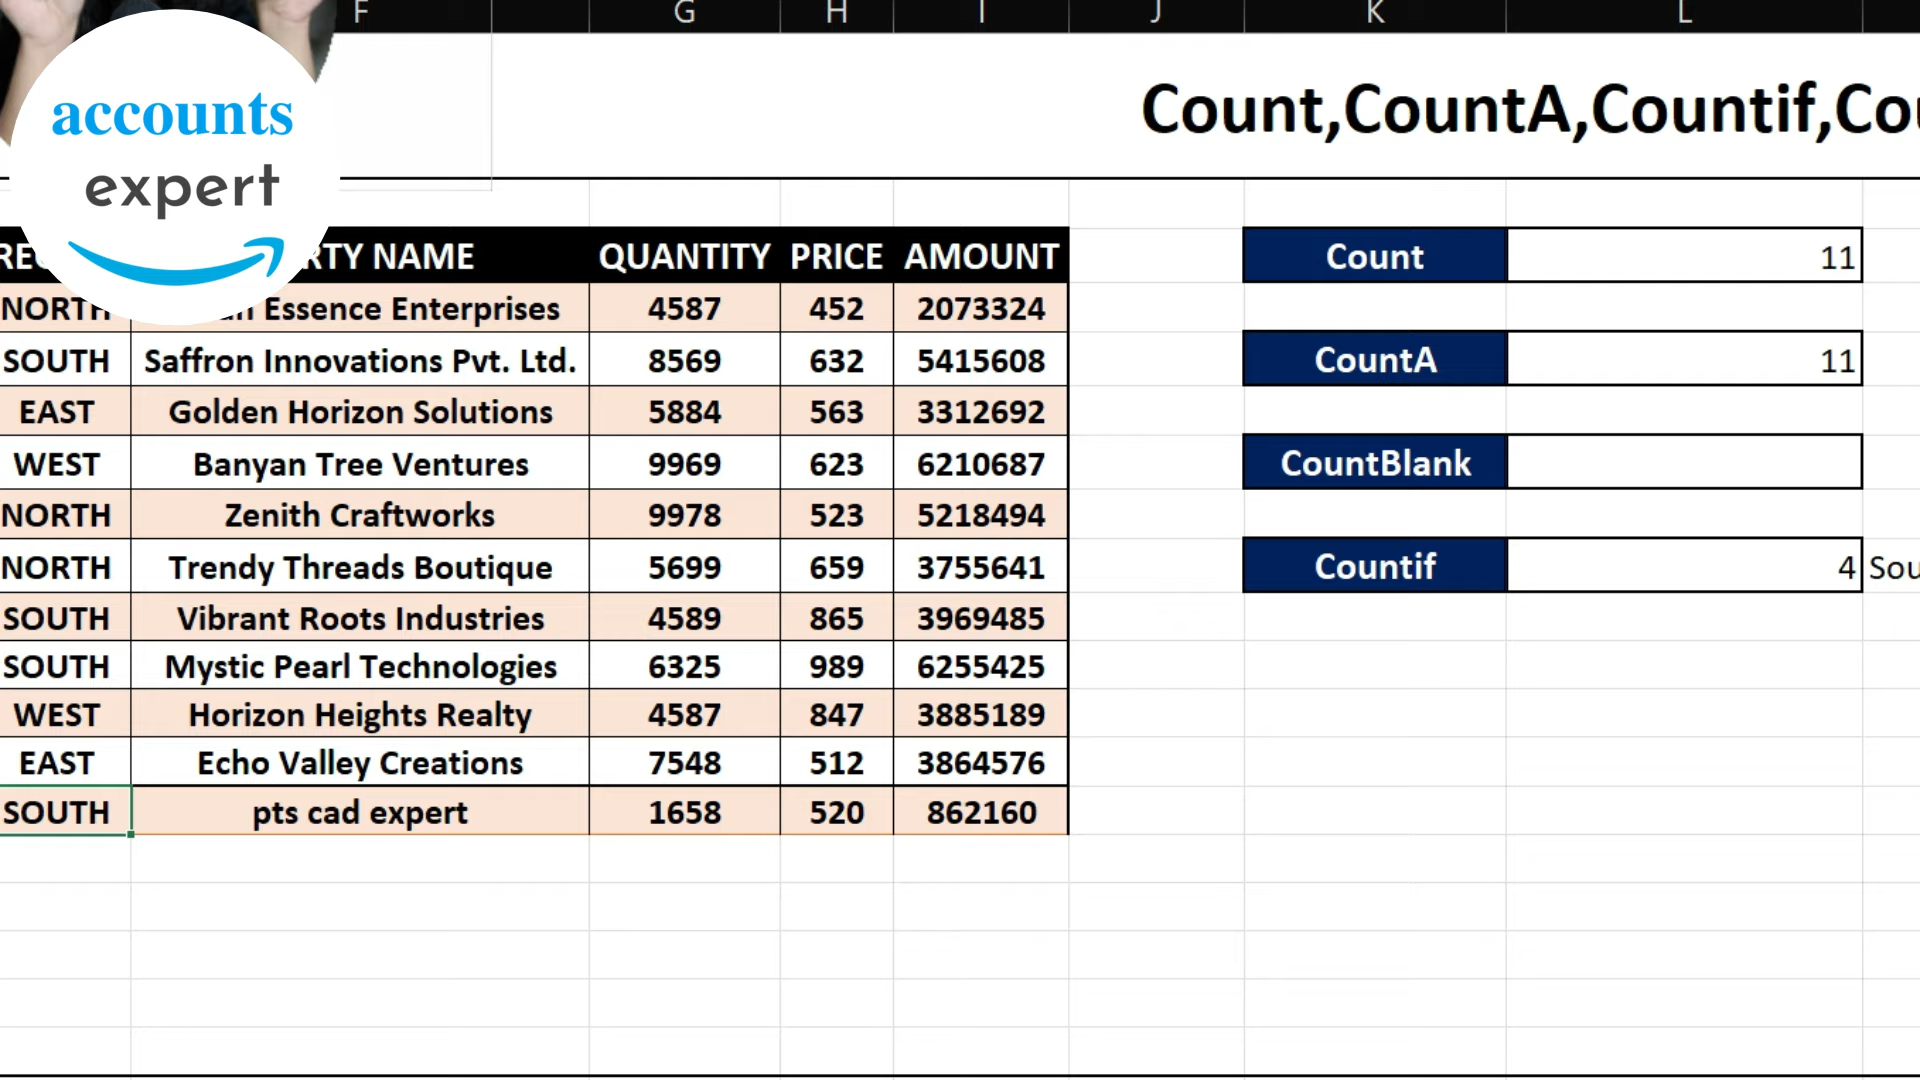 F G H I J K L
accounts
expert
Count,CountA,Countif,Cou
RTY NAME QUANTITY PRICE AMOUNT
NORTH Essence Enterprises 4587 452 2073324
SOUTH Saffron Innovations Pvt. Ltd. 8569 632 5415608
EAST Golden Horizon Solutions 5884 563 3312692
WEST Banyan Tree Ventures 9969 623 6210687
NORTH Zenith Craftworks 9978 523 5218494
NORTH Trendy Threads Boutique 5699 659 3755641
SOUTH Vibrant Roots Industries 4589 865 3969485
SOUTH Mystic Pearl Technologies 6325 989 6255425
WEST Horizon Heights Realty 4587 847 3885189
EAST Echo Valley Creations 7548 512 3864576
SOUTH pts cad expert 1658 520 862160
Count 11
CountA 11
CountBlank
Countif 4 Sou